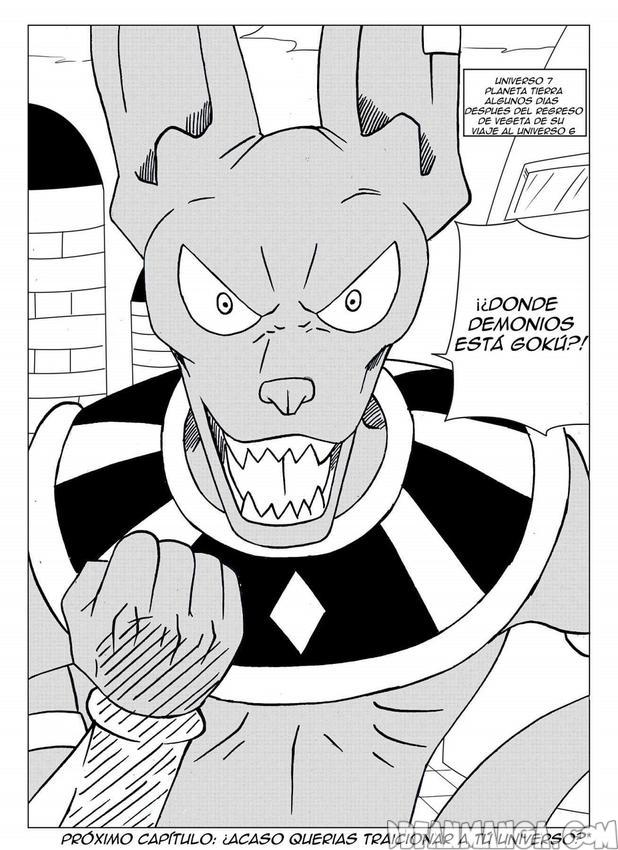 UNIVERSO 7
PLANETA TIERRA
ALGUNOS DIAS
DESPUES DEL REGRESO
DE VEGETA DE SU
VIAJE AL UNIVERSO 6
¡¿DONDE
DEMONIOS
ESTÁ GOKÚ?!
PRÓXIMO CAPÍTULO: ¿ACASO QUERIAS TRAICIONAR A TÚ UNIVERSO?